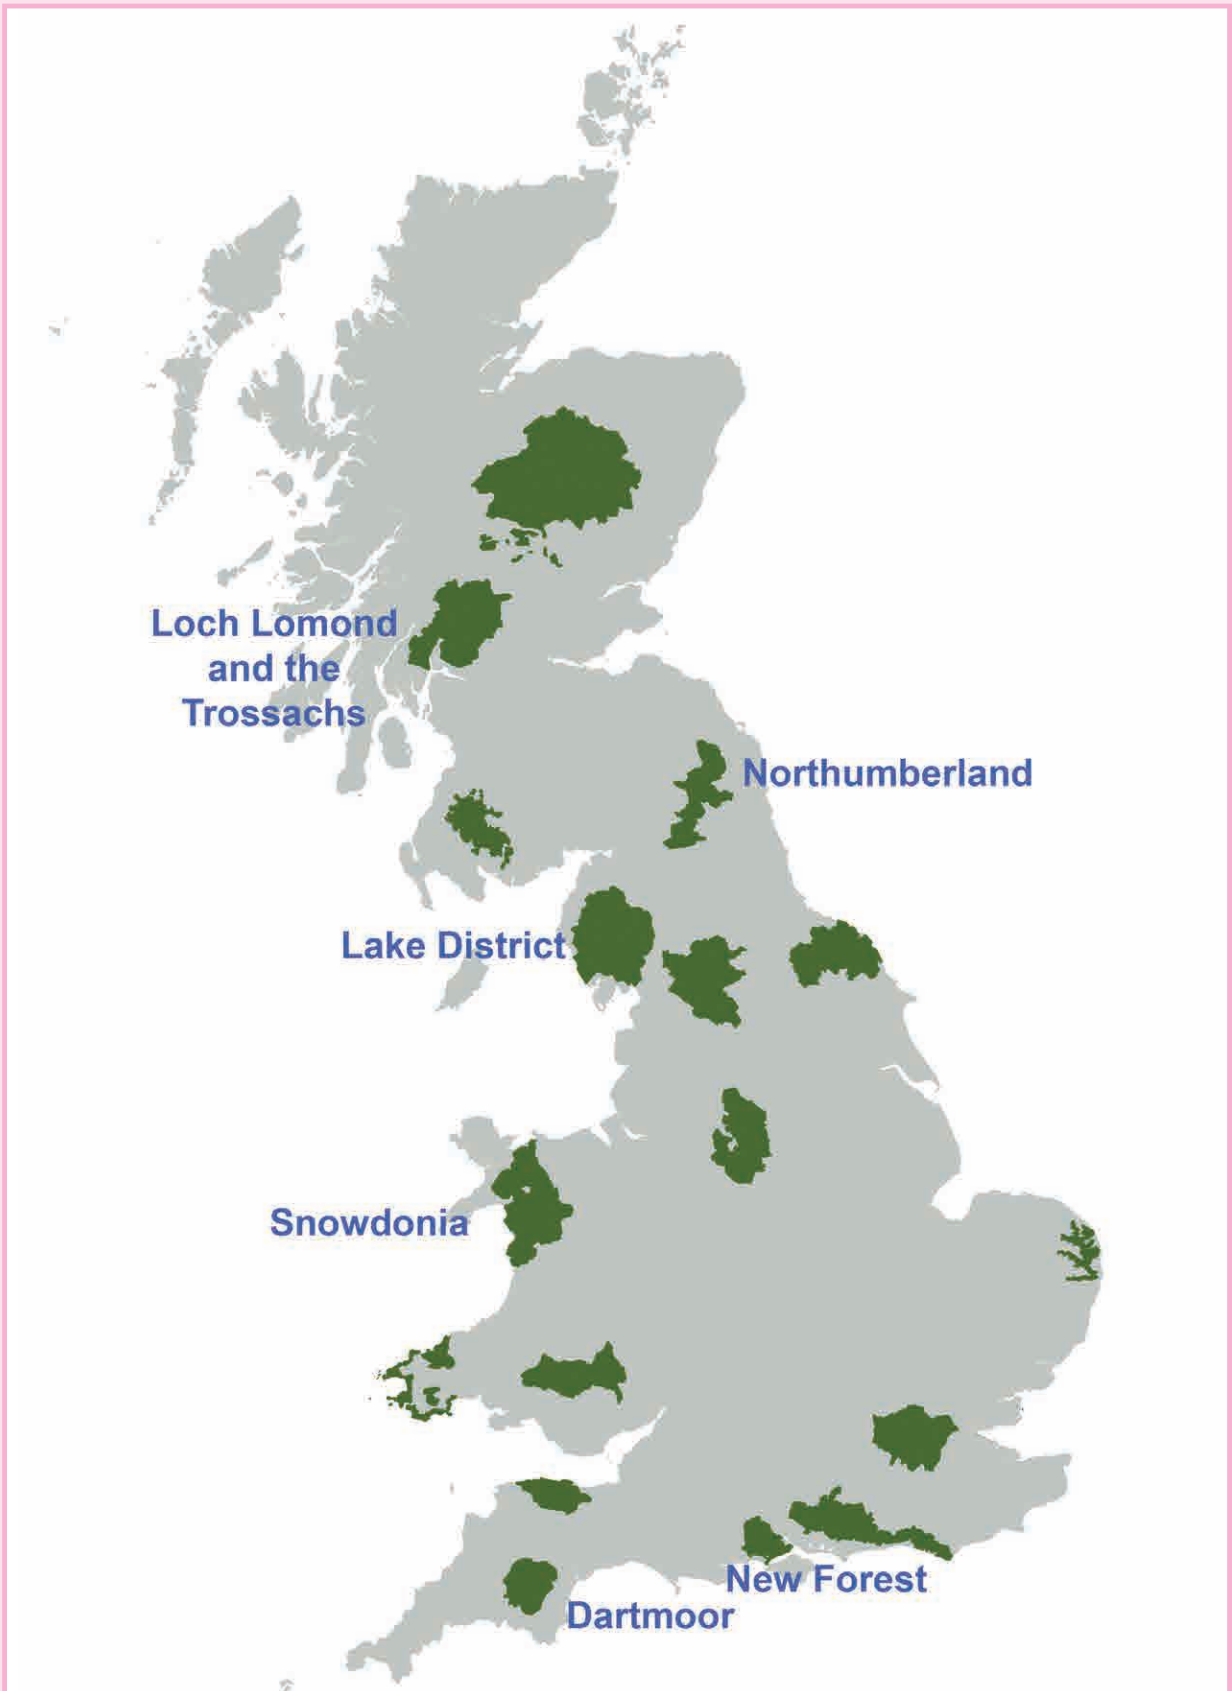 Loch Lomond
and the
Trossachs
Northumberland
Lake District
Snowdonia
New Forest
Dartmoor